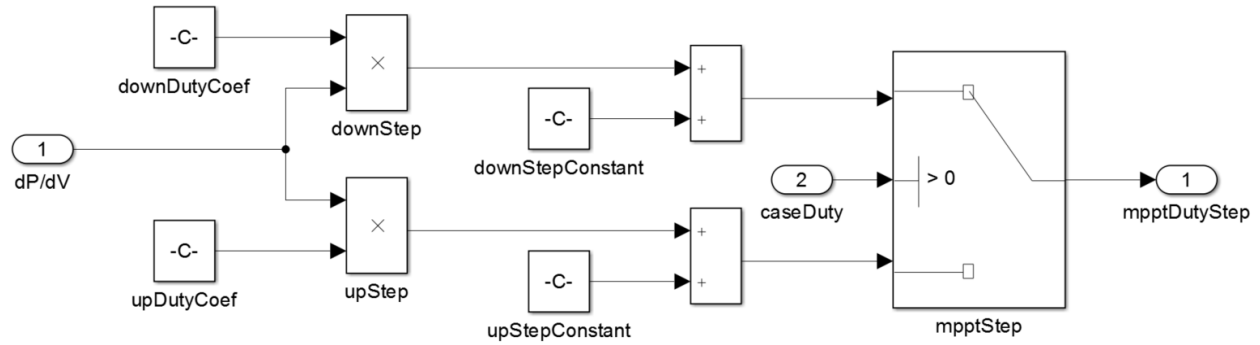 -C-
downDutyCoef
×
downStep
+
+
-C-
downStepConstant
1
dP/dV
2
caseDuty
> 0
1
mpptDutyStep
-C-
upDutyCoef
×
upStep
+
+
-C-
upStepConstant
mpptStep